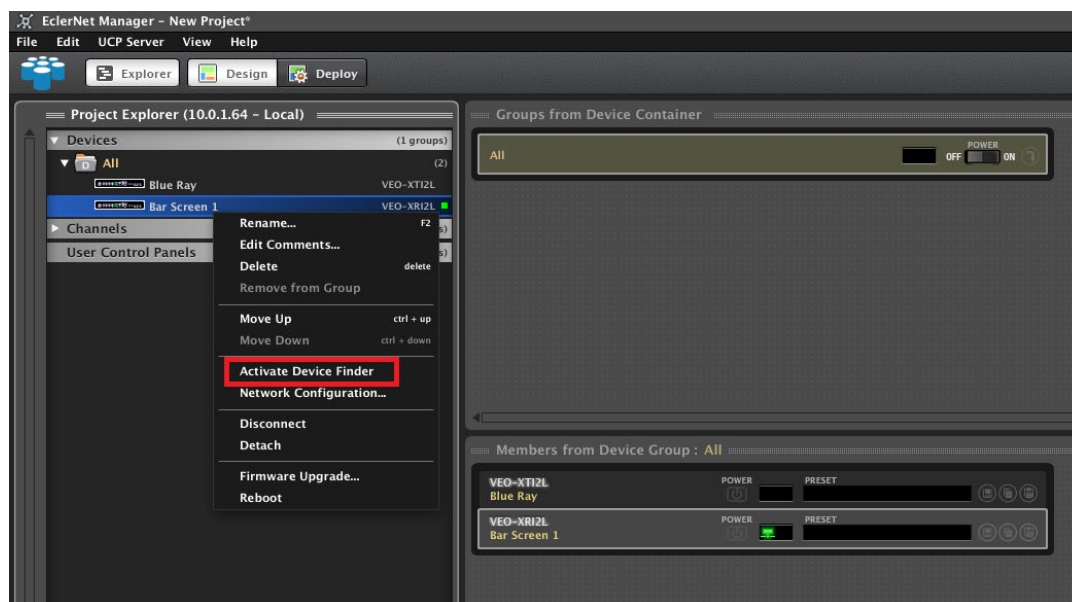 EclerNet Manager – New Project*
File Edit UCP Server View Help
Explorer Design Deploy
Project Explorer (10.0.1.64 – Local)
Devices (1 groups)
D All (2)
Blue Ray VEO-XTI2L
Bar Screen 1 VEO-XRI2L
Channels s)
User Control Panels s)
Rename... F2
Edit Comments...
Delete delete
Remove from Group
Move Up ctrl + up
Move Down ctrl + down
Activate Device Finder
Network Configuration...
Disconnect
Detach
Firmware Upgrade...
Reboot
Groups from Device Container
All OFF POWER ON
Members from Device Group : All
VEO-XTI2L POWER PRESET
Blue Ray
VEO-XRI2L POWER PRESET
Bar Screen 1